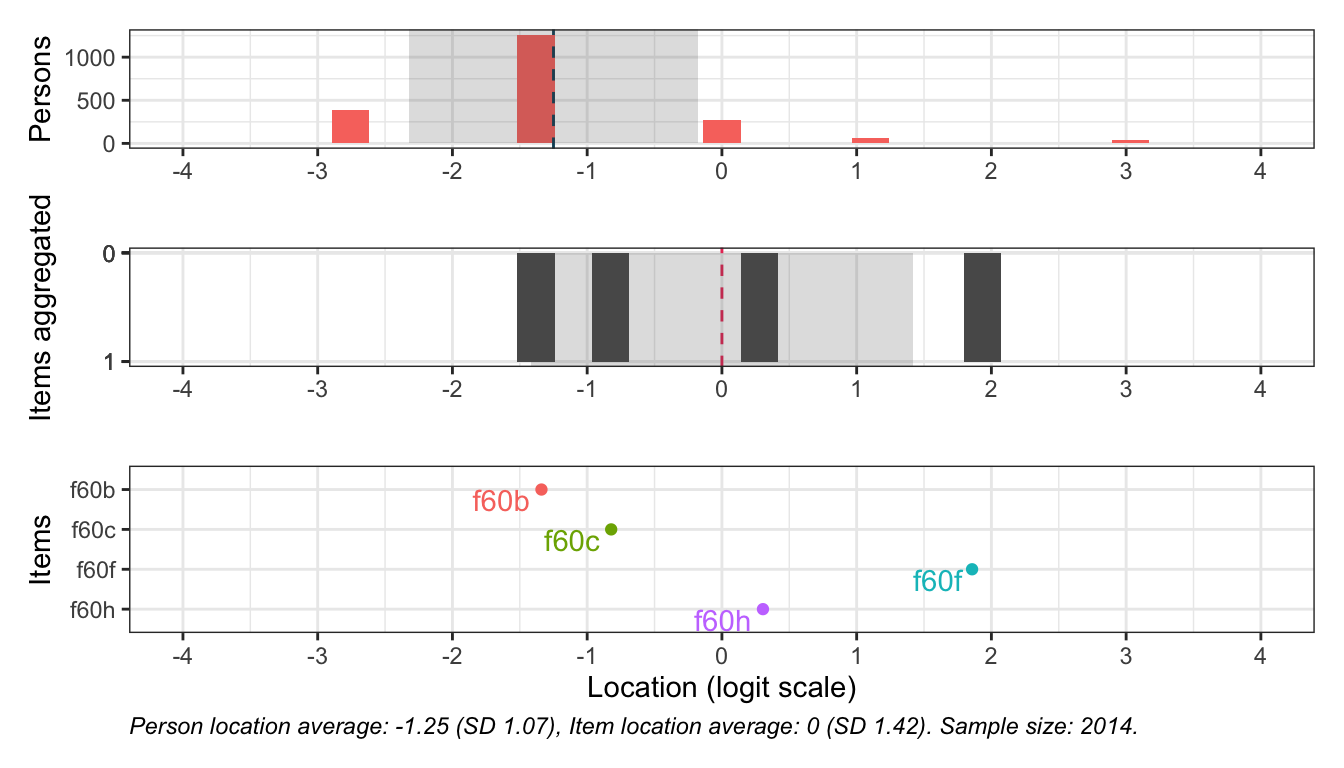 Persons
1000
500
0
-4 -3 -2 -1 0 1 2 3 4
Items aggregated
0
1
-4 -3 -2 -1 0 1 2 3 4
Items
f60b
f60b
f60c
f60c
f60f
f60f
f60h
f60h
-4 -3 -2 -1 0 1 2 3 4
Location (logit scale)
Person location average: -1.25 (SD 1.07), Item location average: 0 (SD 1.42). Sample size: 2014.